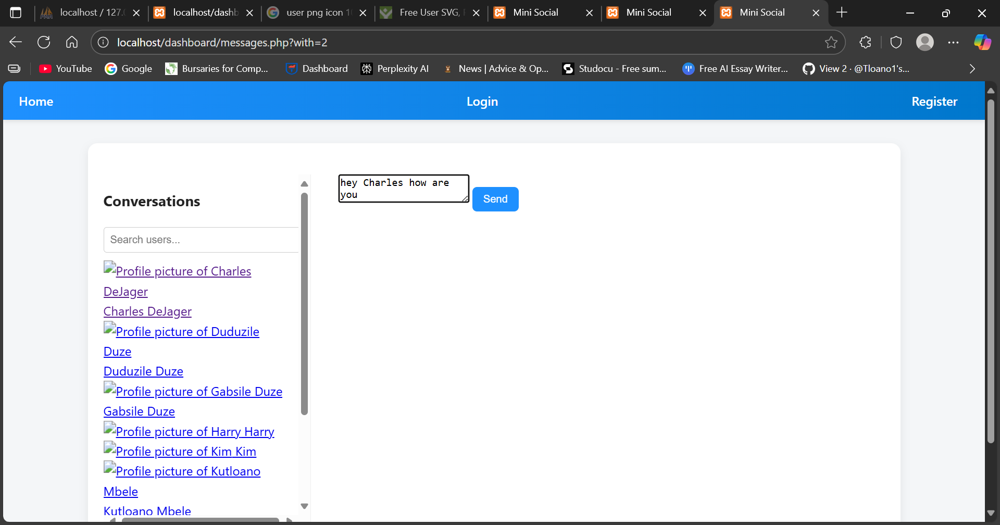 localhost / 127.
localhost/dashb
user png icon 1
Free User SVG,
Mini Social
Mini Social
Mini Social
localhost/dashboard/messages.php?with=2
YouTube
Google
Bursaries for Comp...
Dashboard
Perplexity AI
News | Advice & Op...
Studocu - Free sum...
Free AI Essay Writer...
View 2 · @Tloano1's...
Home
Login
Register
hey Charles how are
you
Send
Conversations
Search users...
Profile picture of Charles
DeJager
Charles DeJager
Profile picture of Duduzile
Duze
Duduzile Duze
Profile picture of Gabsile Duze
Gabsile Duze
Profile picture of Harry Harry
Profile picture of Kim Kim
Profile picture of Kutloano
Mbele
Kutloano Mbele